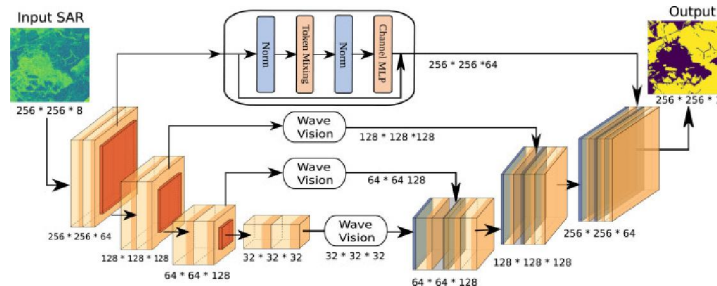 Input SAR
Output
Norm
Token Mixing
Norm
Channel MLP
256 * 256 *64
256 * 256 * 8
256 * 256 *
Wave
Vision
128 * 128 *128
Wave
Vision
64 * 64 128
Wave
Vision
256 * 256 * 64
128 * 128 * 128
64 * 64 * 128
32 * 32 * 32
32 * 32 * 32
64 * 64 * 128
128 * 128 * 128
256 * 256 * 64